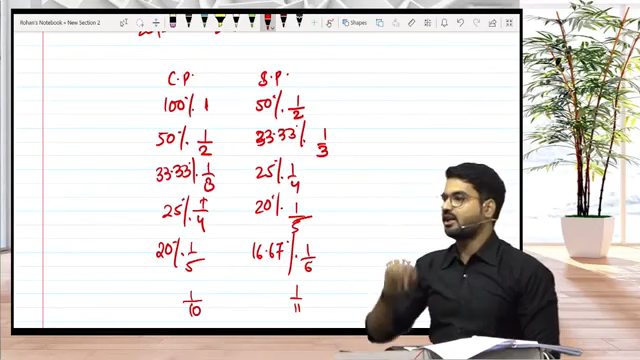 Rohan's Notebook » New Section 2
C.P. S.P.
100% 1 50% 1/2
50% 1/2 33.33% 1/3
33.33% 1/3 25% 1/4
25% 1/4 20% 1/5
20% 1/5 16.67% 1/6
1/10 1/11